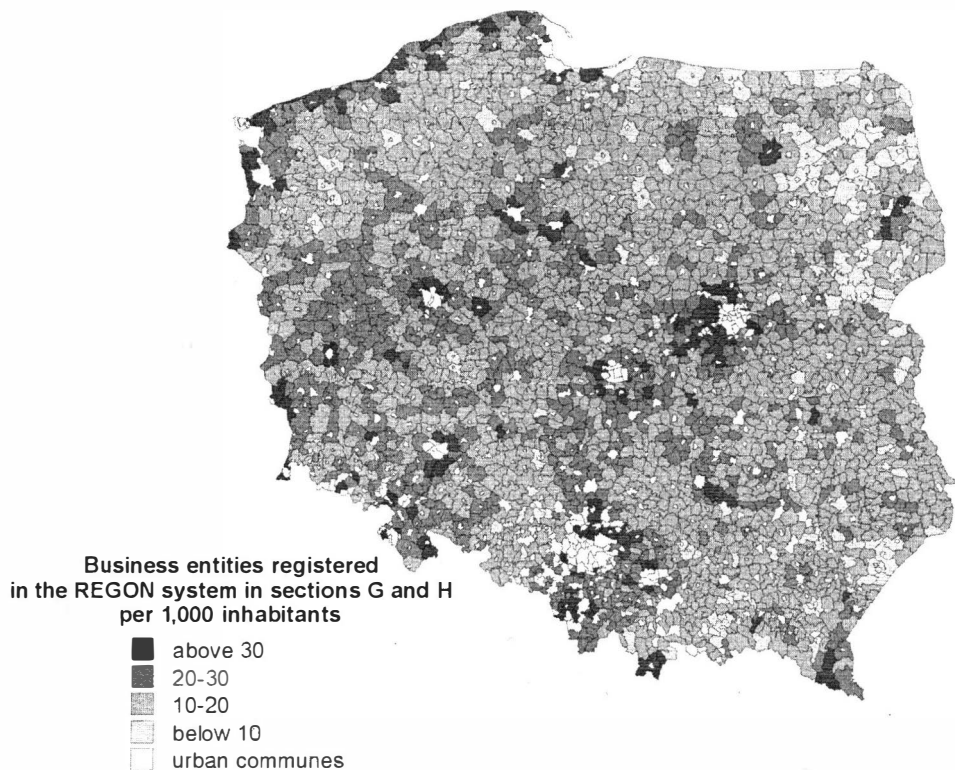 Business entities registered
in the REGON system in sections G and H
per 1,000 inhabitants
above 30
20-30
10-20
below 10
urban communes